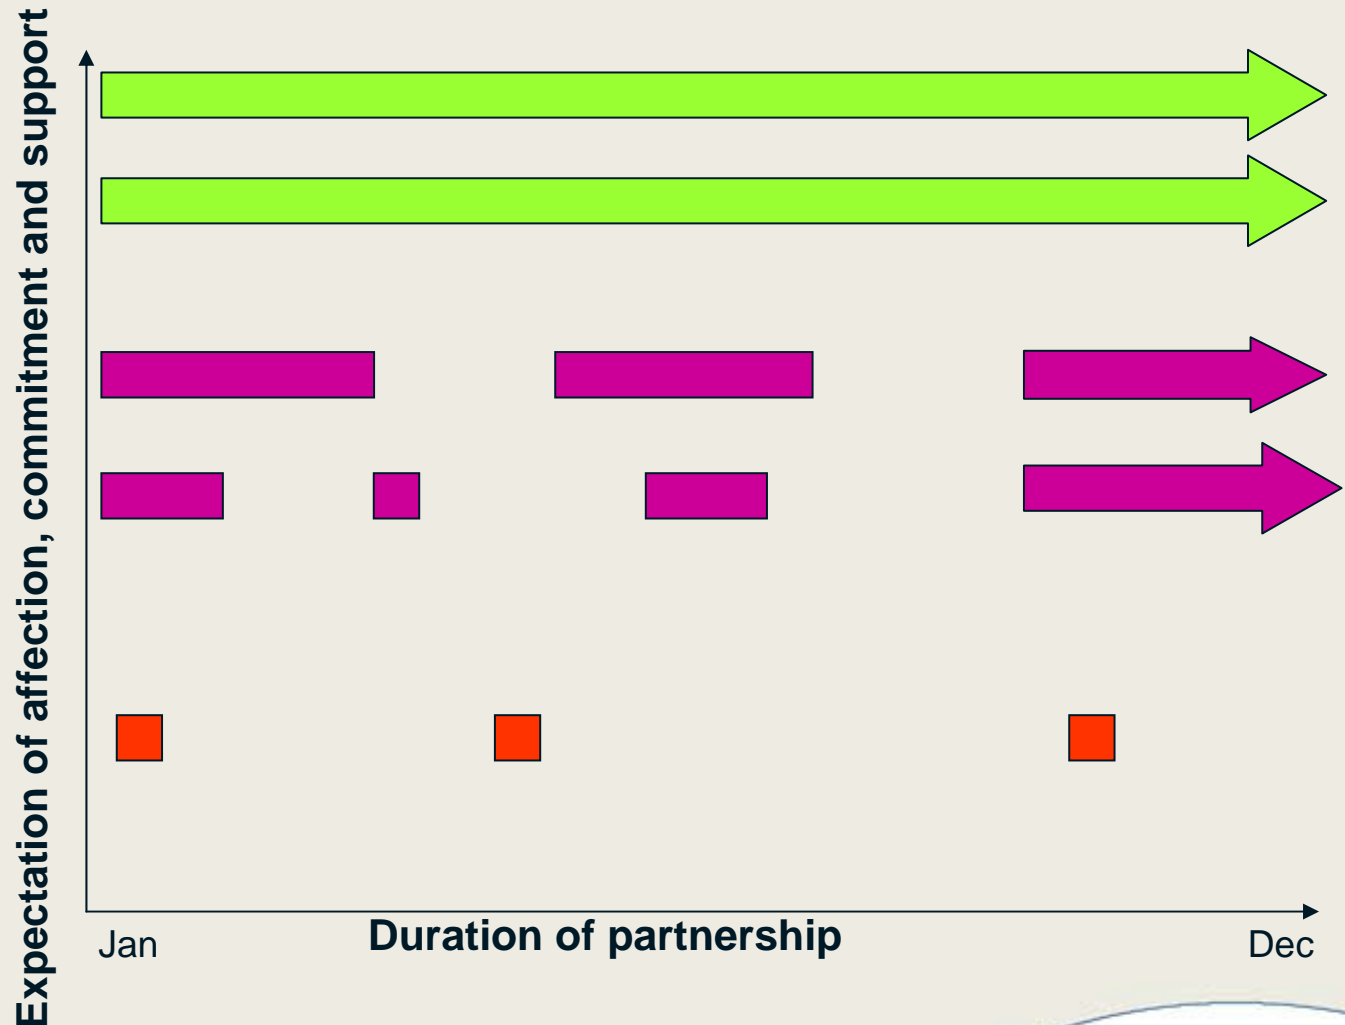 Expectation of affection, commitment and support
Jan
Duration of partnership
Dec